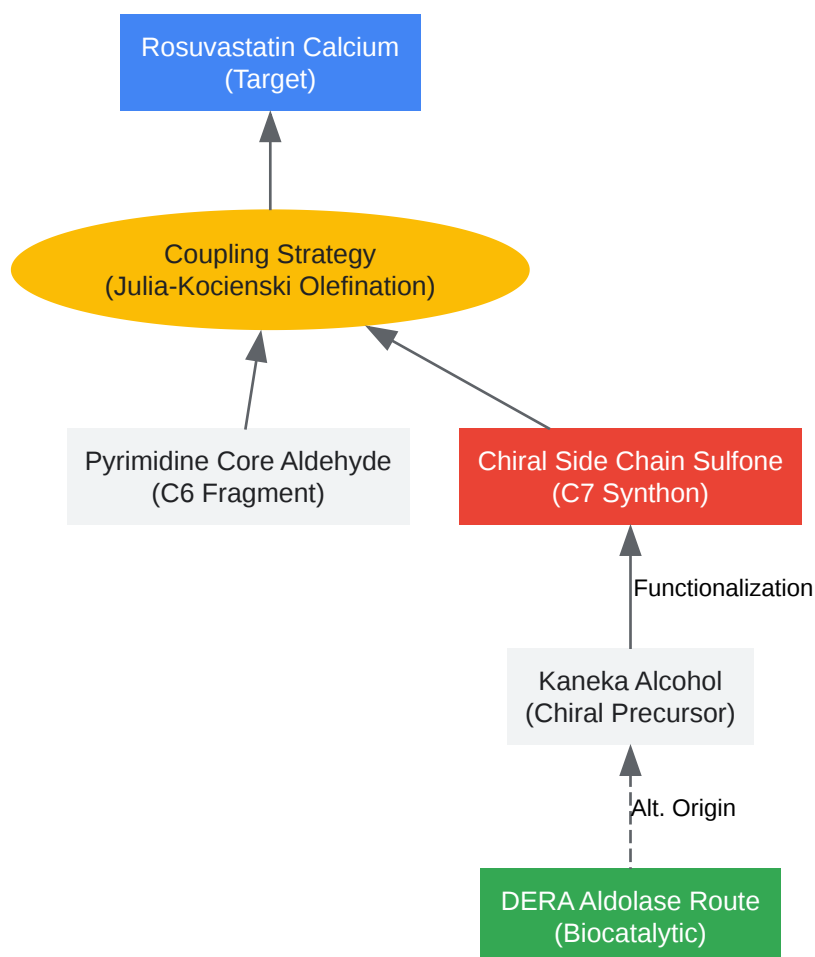 Rosuvastatin Calcium
(Target)
Coupling Strategy
(Julia-Kocienski Olefination)
Pyrimidine Core Aldehyde
(C6 Fragment)
Chiral Side Chain Sulfone
(C7 Synthon)
Functionalization
Kaneka Alcohol
(Chiral Precursor)
Alt. Origin
DERA Aldolase Route
(Biocatalytic)